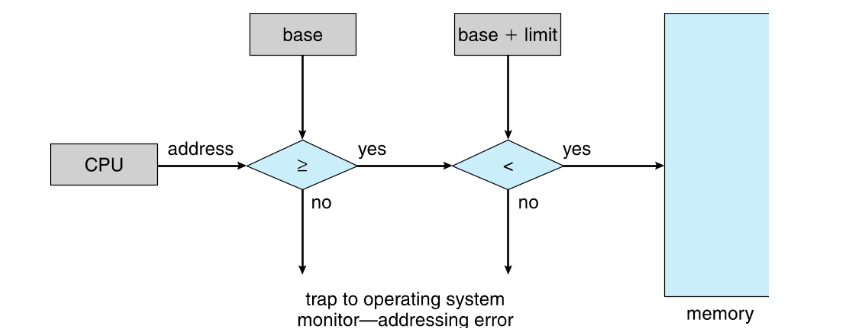 base
base + limit
CPU
address
≥
yes
<
yes
no
no
trap to operating system
monitor—addressing error
memory